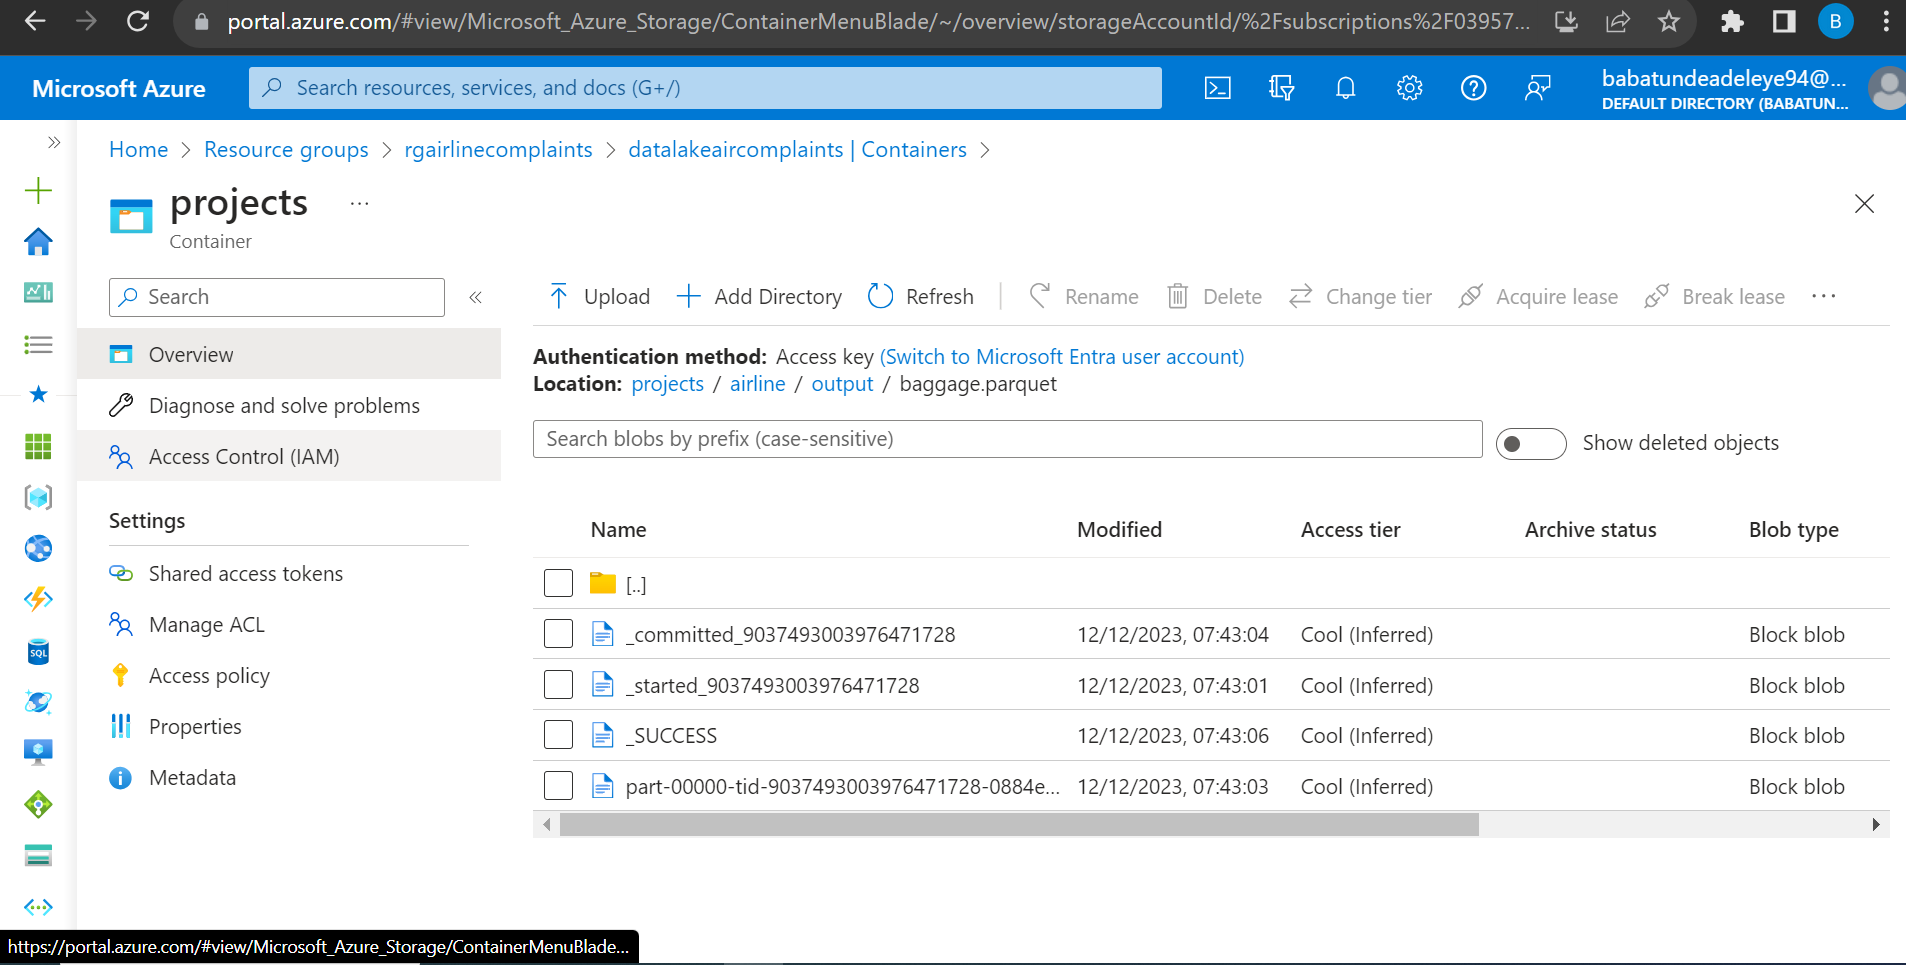 portal.azure.com/#view/Microsoft_Azure_Storage/ContainerMenuBlade/~/overview/storageAccountId/%2Fsubscriptions%2F03957...
B
Microsoft Azure
Search resources, services, and docs (G+/)
babatundeadeleye94@...
DEFAULT DIRECTORY (BABATUN...
Home > Resource groups > rgairlinecomplaints > datalakeaircomplaints | Containers >
projects ...
Container
Search
Overview
Diagnose and solve problems
Access Control (IAM)
Settings
Shared access tokens
Manage ACL
Access policy
Properties
Metadata
SQL
Upload Add Directory Refresh Rename Delete Change tier Acquire lease Break lease ...
Authentication method: Access key (Switch to Microsoft Entra user account)
Location: projects / airline / output / baggage.parquet
Search blobs by prefix (case-sensitive)
Show deleted objects
Name Modified Access tier Archive status Blob type
[..]
_committed_9037493003976471728 12/12/2023, 07:43:04 Cool (Inferred) Block blob
_started_9037493003976471728 12/12/2023, 07:43:01 Cool (Inferred) Block blob
_SUCCESS 12/12/2023, 07:43:06 Cool (Inferred) Block blob
part-00000-tid-9037493003976471728-0884e... 12/12/2023, 07:43:03 Cool (Inferred) Block blob
https://portal.azure.com/#view/Microsoft_Azure_Storage/ContainerMenuBlade...